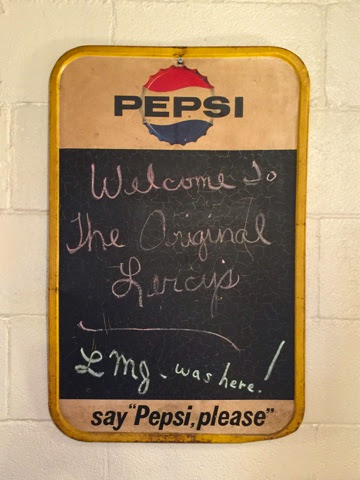 PEPSI
Welcome To
The Original
Leroy's
LMJ - was here!
say "Pepsi, please"